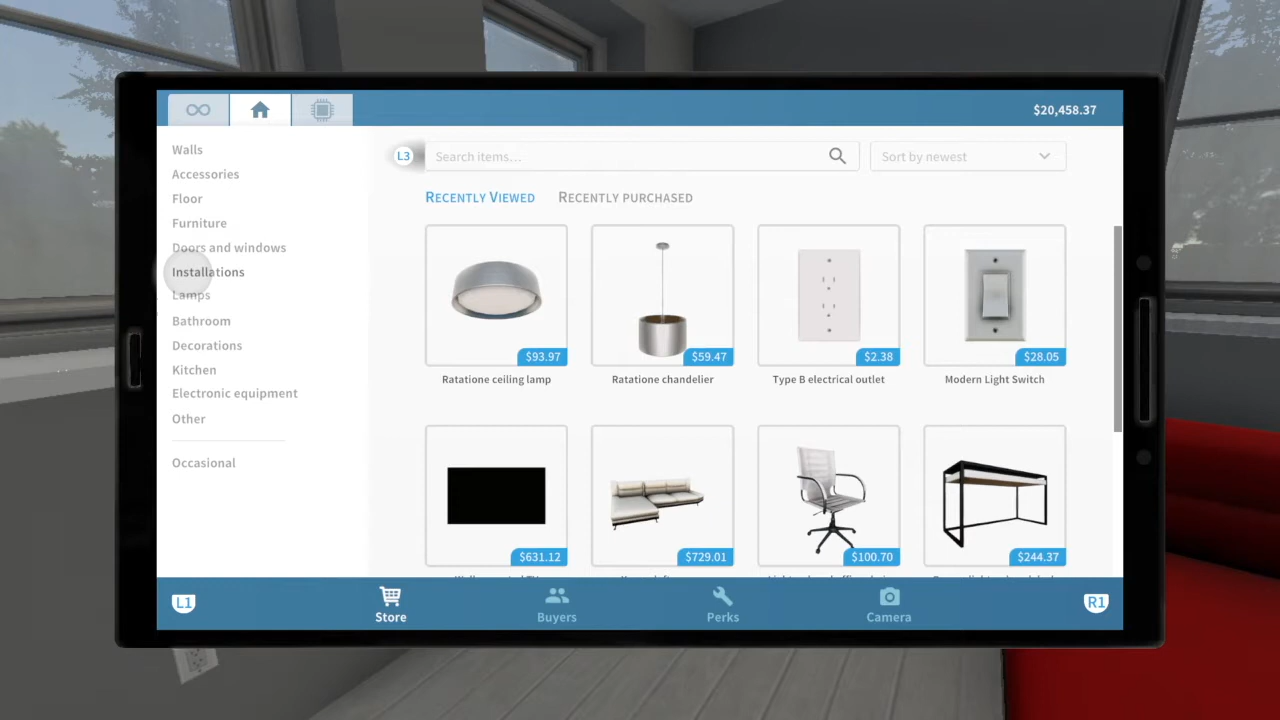 $20,458.37
Walls
Accessories
Floor
Furniture
Doors and windows
Installations
Lamps
Bathroom
Decorations
Kitchen
Electronic equipment
Other
Occasional
L3
Search items...
Sort by newest
RECENTLY VIEWED
RECENTLY PURCHASED
$93.97
$59.47
$2.38
$28.05
Ratatione ceiling lamp
Ratatione chandelier
Type B electrical outlet
Modern Light Switch
$631.12
$729.01
$100.70
$244.37
L1
Store
Buyers
Perks
Camera
R1